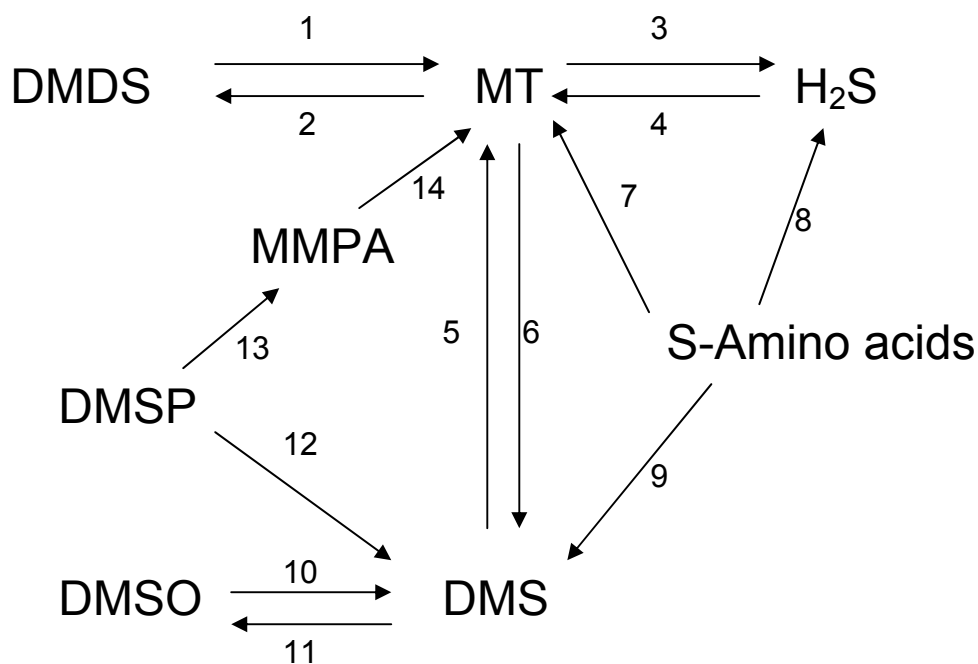 1 3
DMDS MT H₂S
2 4
14 7 8
MMPA
13 5 6 S-Amino acids
DMSP
12
9
10
DMSO DMS
11